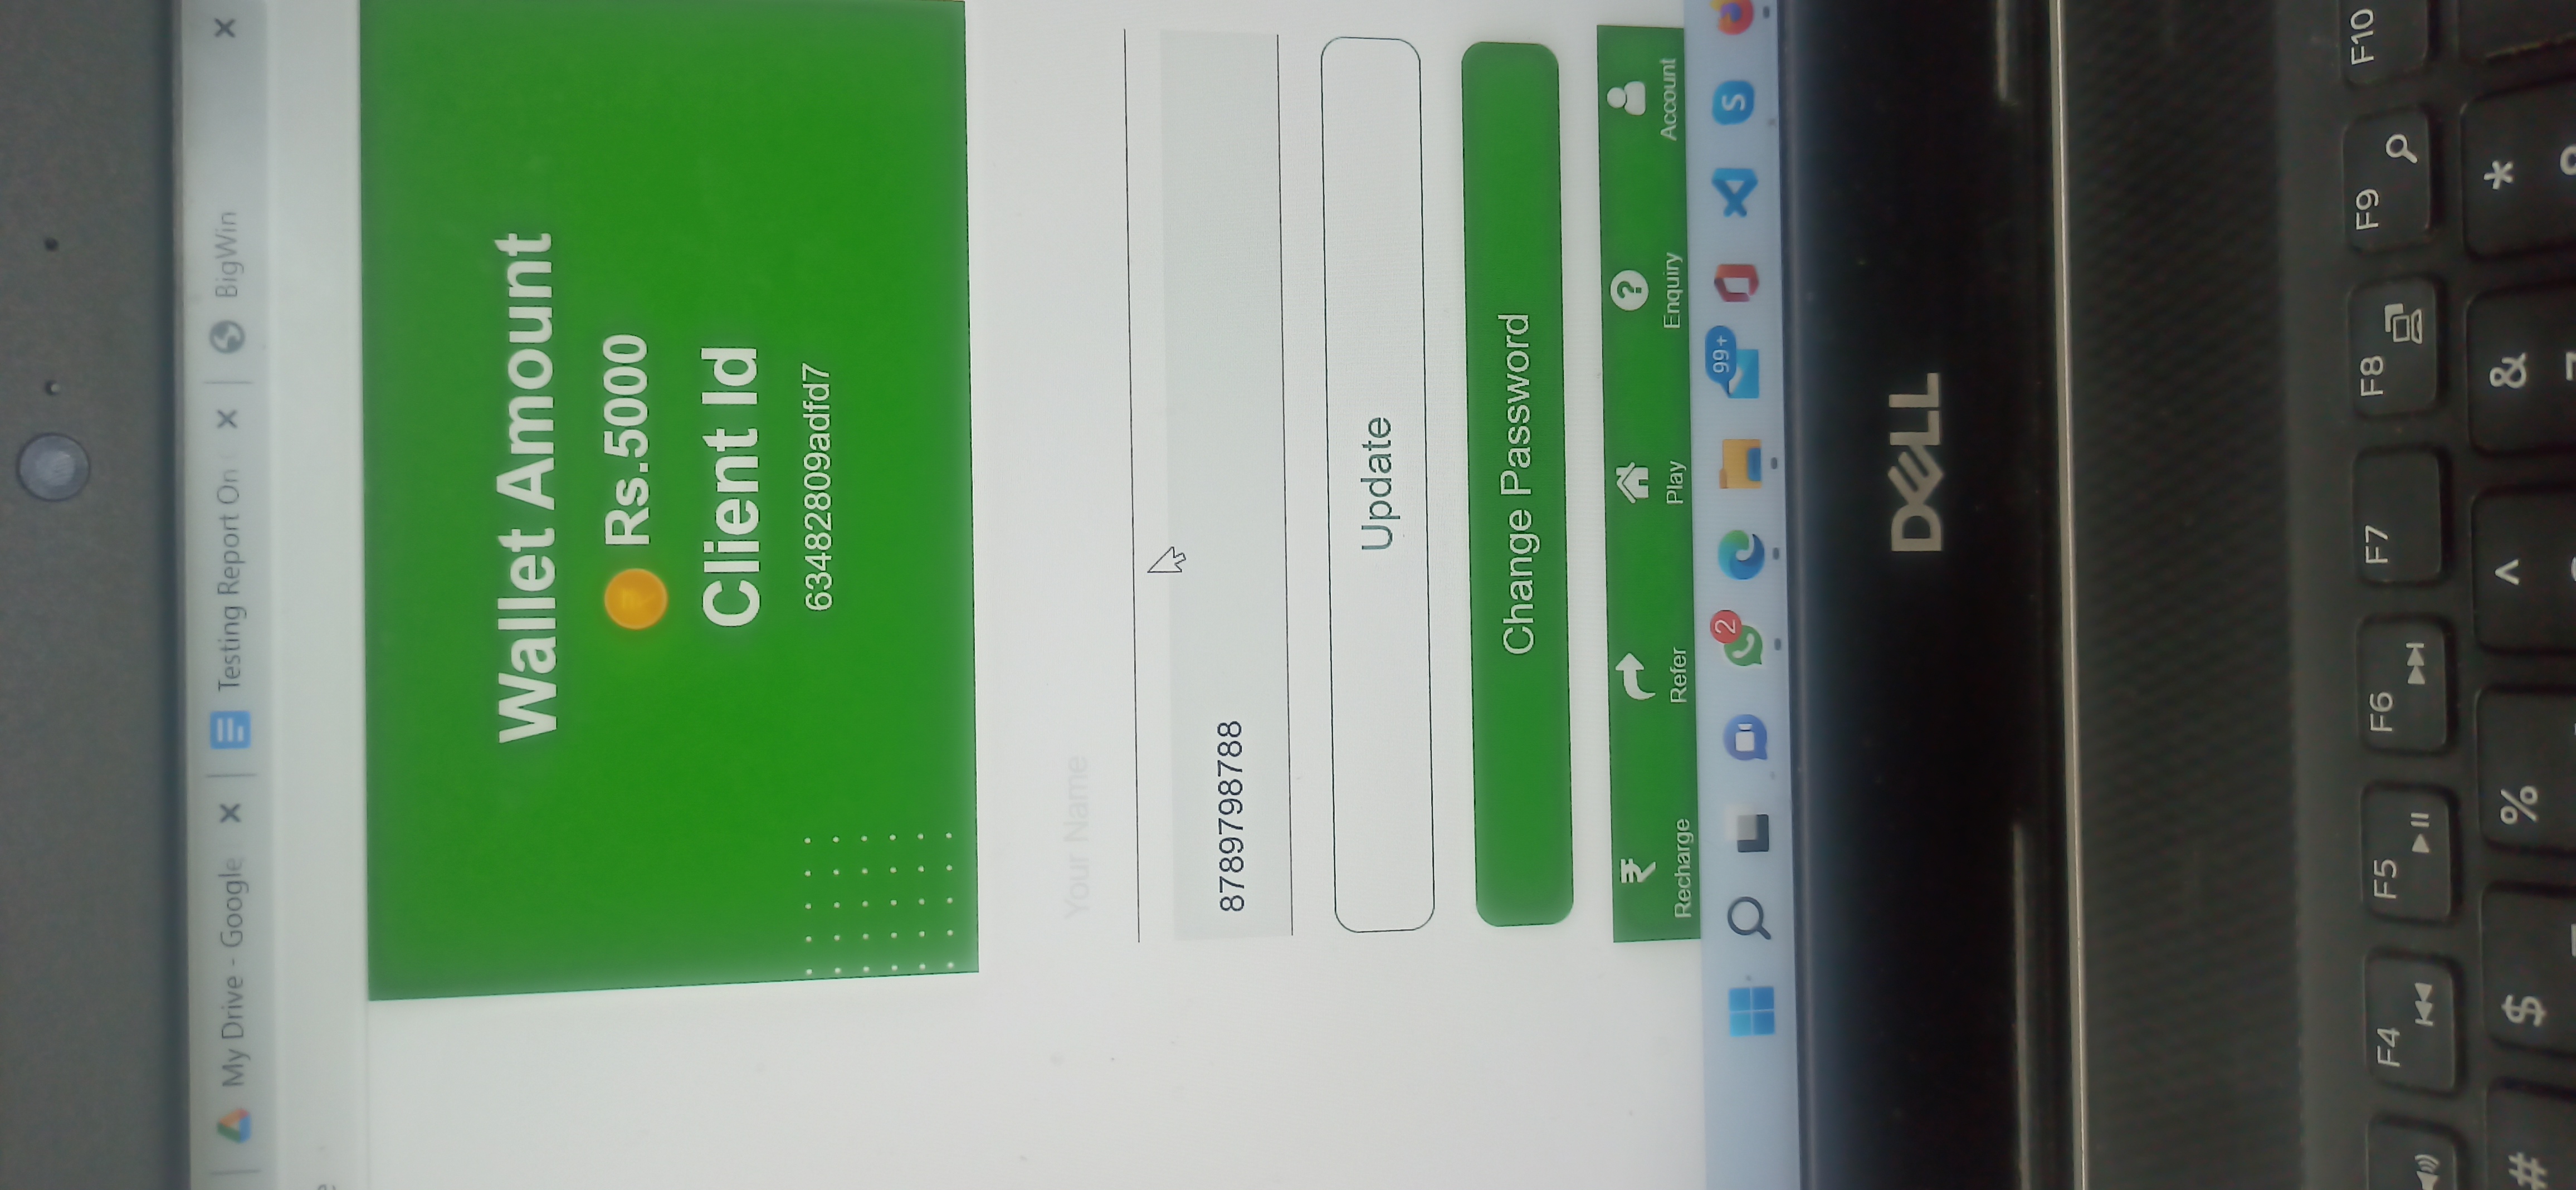 My Drive - Google
Testing Report On
BigWin
Wallet Amount
Rs.5000
Client Id
63482809adfd7
Your Name
8789798788
Update
Change Password
Recharge
Refer
Play
Enquiry
Account
2
99+
DELL
F4
F5
F6
F7
F8
F9
F10
# $ % ^ & *